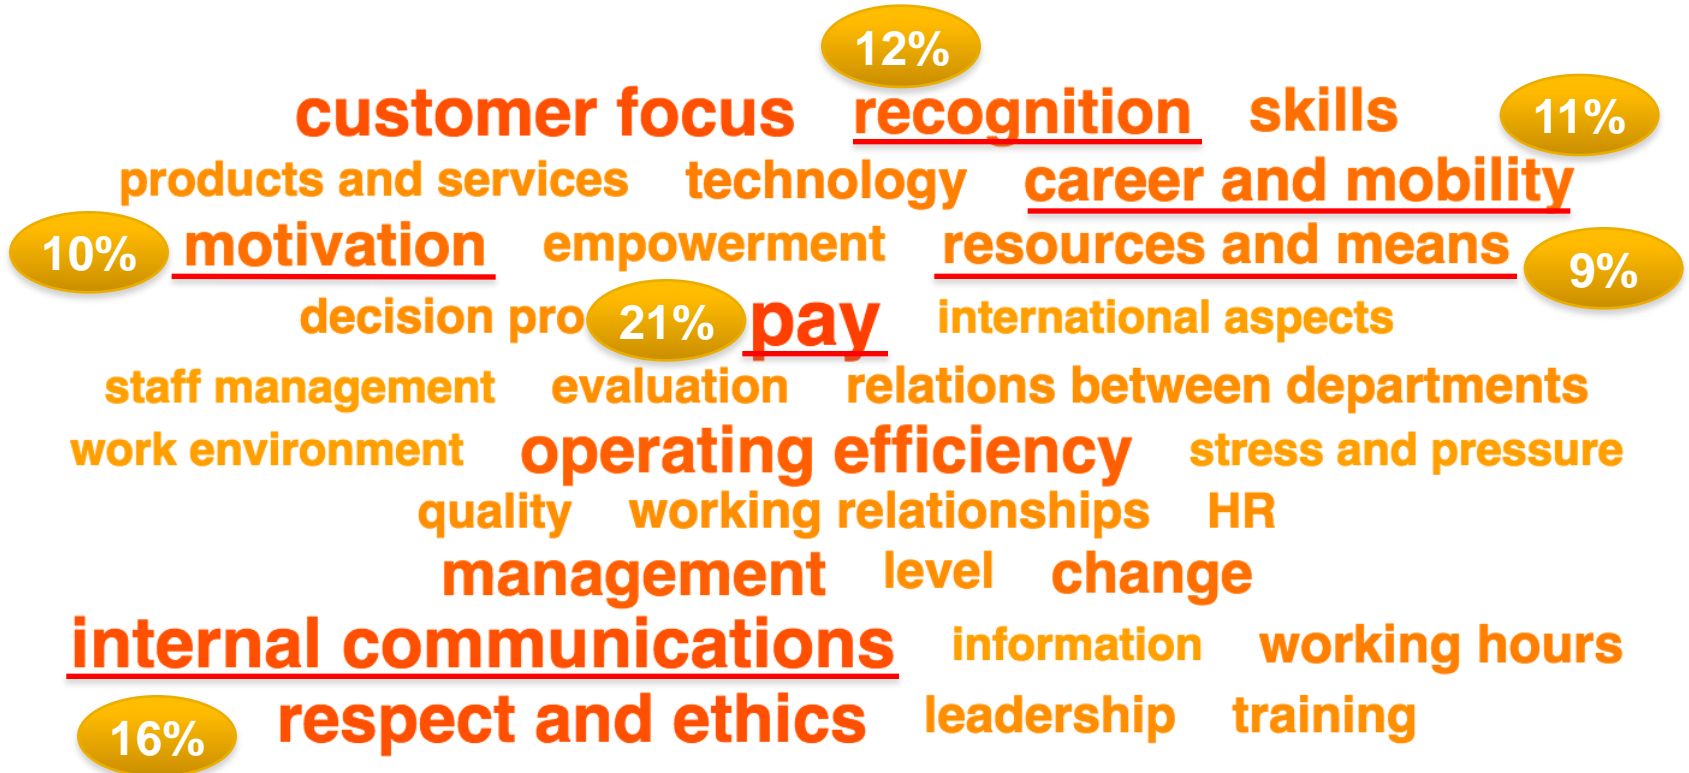 12%
customer focus recognition skills 11%
products and services technology career and mobility
10% motivation empowerment resources and means 9%
decision pro 21% pay international aspects
staff management evaluation relations between departments
work environment operating efficiency stress and pressure
quality working relationships HR
management level change
internal communications information working hours
16% respect and ethics leadership training